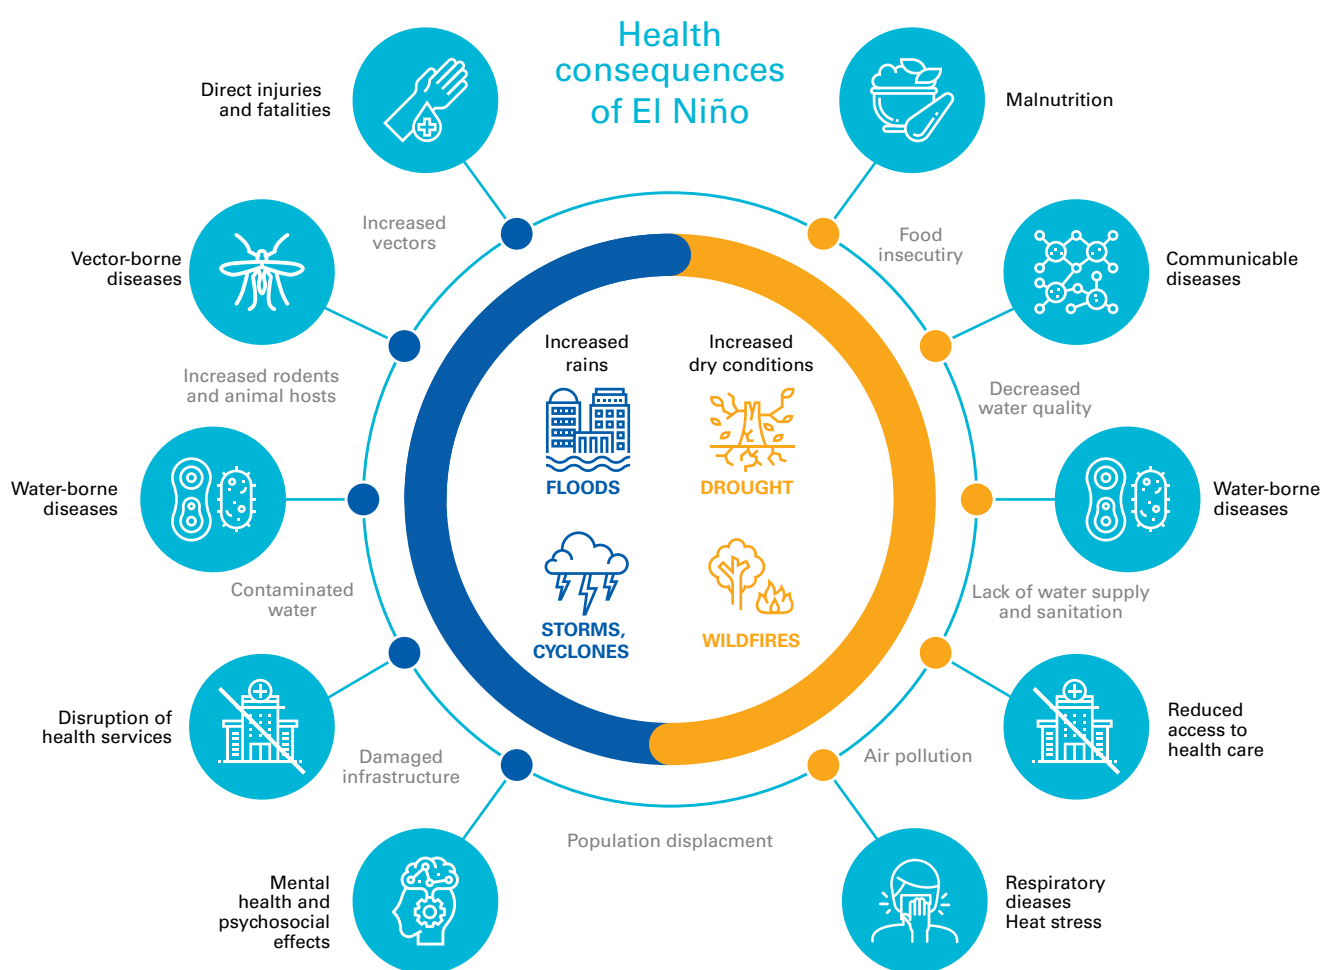 Health
consequences
of El Niño
Direct injuries
and fatalities
Malnutrition
Increased
vectors
Food
insecutiry
Vector-borne
diseases
Communicable
diseases
Increased
rains
Increased
dry conditions
Increased rodents
and animal hosts
Decreased
water quality
FLOODS
DROUGHT
Water-borne
diseases
Water-borne
diseases
Contaminated
water
Lack of water supply
and sanitation
STORMS,
CYCLONES
WILDFIRES
Disruption of
health services
Reduced
access to
health care
Damaged
infrastructure
Air pollution
Population displacment
Mental
health and
psychosocial
effects
Respiratory
dieases
Heat stress